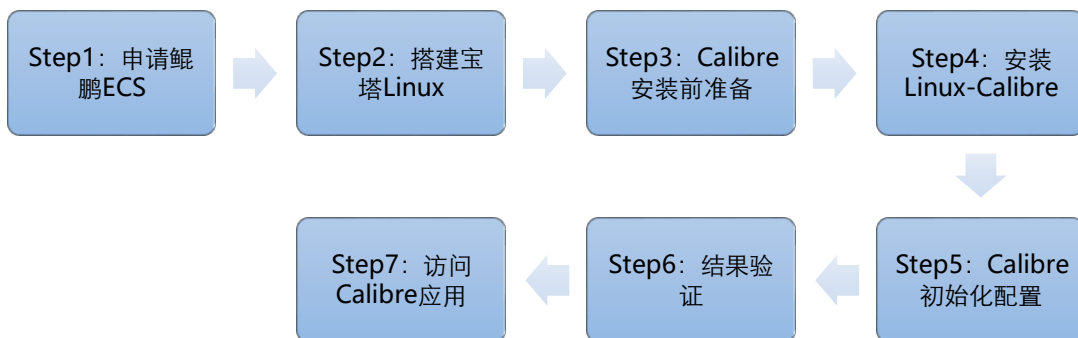 Step1：申请鲲
鹏ECS
Step2：搭建宝
塔Linux
Step3：Calibre
安装前准备
Step4：安装
Linux-Calibre
Step5：Calibre
初始化配置
Step6：结果验
证
Step7：访问
Calibre应用